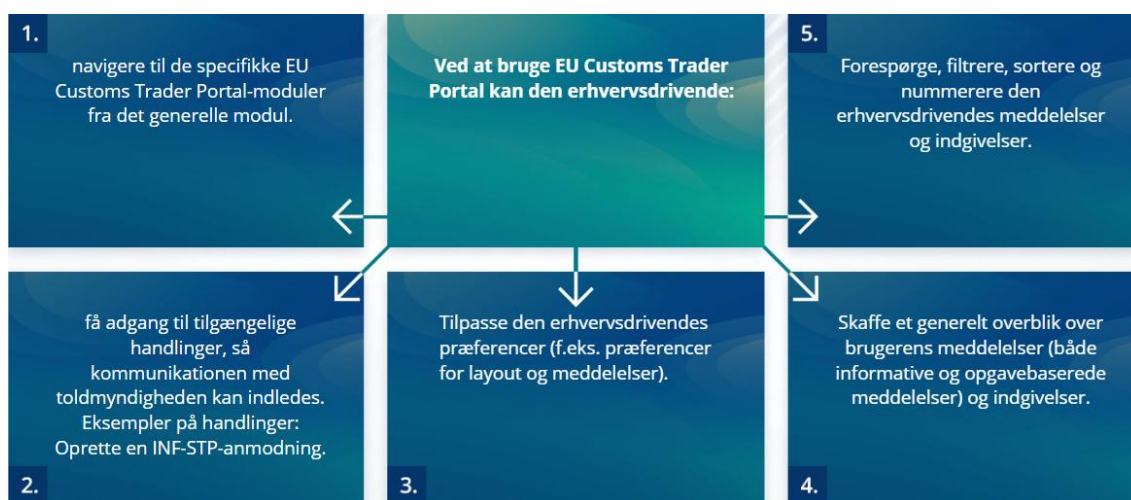 Ved at bruge EU Customs Trader
Portal kan den erhvervsdrivende:
1.
navigere til de specifikke EU
Customs Trader Portal-moduler
fra det generelle modul.
2.
få adgang til tilgængelige
handlinger, så
kommunikationen med
toldmyndigheden kan indledes.
Eksempler på handlinger:
Oprette en INF-STP-anmodning.
3.
Tilpasse den erhvervsdrivendes
præferencer (f.eks. præferencer
for layout og meddelelser).
4.
Skaffe et generelt overblik over
brugerens meddelelser (både
informative og opgavebaserede
meddelelser) og indgivelser.
5.
Forespørge, filtrere, sortere og
nummerere den
erhvervsdrivendes meddelelser
og indgivelser.